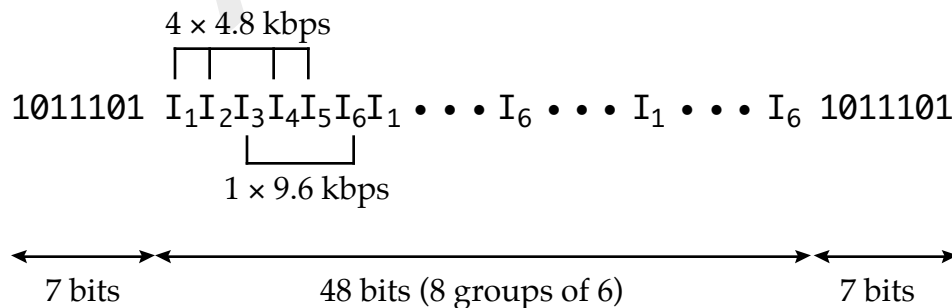 4 × 4.8 kbps
1011101 I₁I₂I₃I₄I₅I₆I₁ • • • I₆ • • • I₁ • • • I₆ 1011101
1 × 9.6 kbps
7 bits 48 bits (8 groups of 6) 7 bits